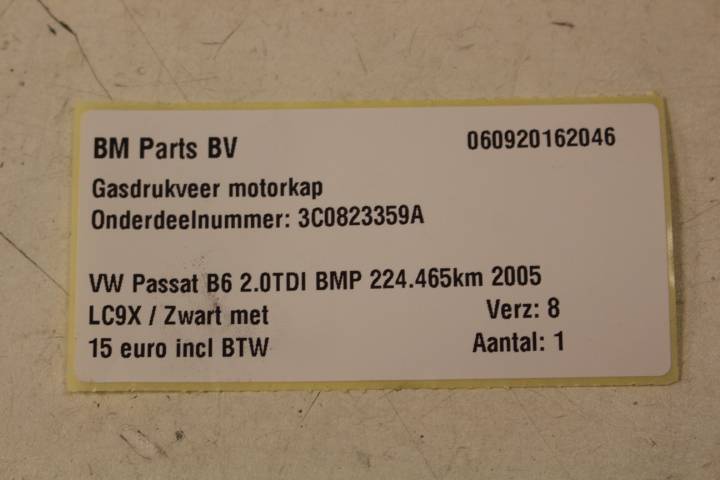 BM Parts BV 060920162046
Gasdrukveer motorkap
Onderdeelnummer: 3C0823359A
VW Passat B6 2.0TDI BMP 224.465km 2005
LC9X / Zwart met Verz: 8
15 euro incl BTW Aantal: 1